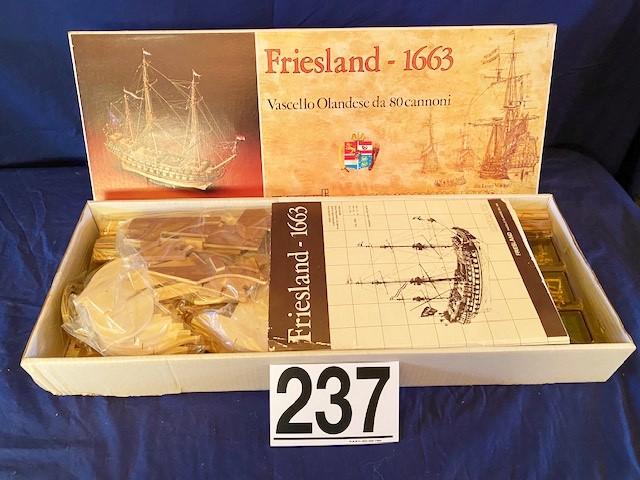 Friesland - 1663
Vascello Olandese da 80 cannoni
Friesland - 1663
237